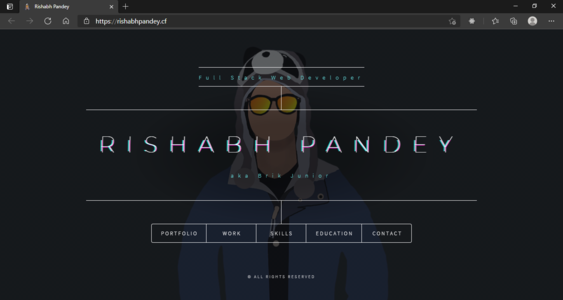 Rishabh Pandey
https://rishabhpandey.cf
Full Stack Web Developer
RISHABH PANDEY
aka Brik Junior
PORTFOLIO WORK SKILLS EDUCATION CONTACT
© ALL RIGHTS RESERVED